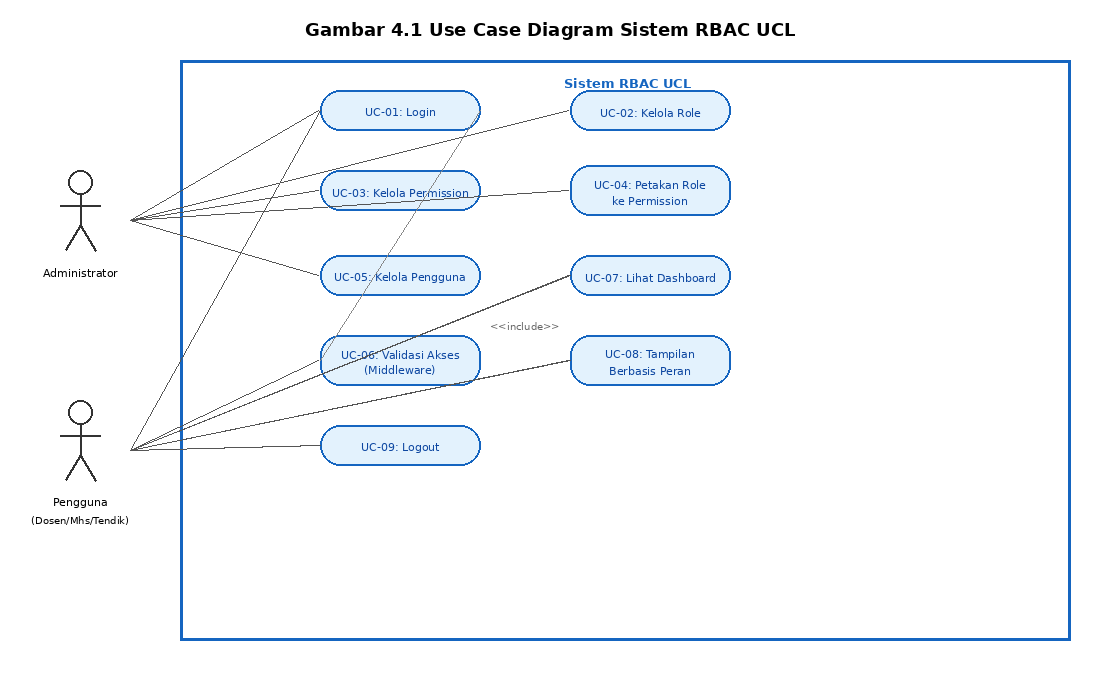 Gambar 4.1 Use Case Diagram Sistem RBAC UCL
Sistem RBAC UCL
UC-01: Login
UC-02: Kelola Role
UC-03: Kelola Permission
UC-04: Petakan Role
ke Permission
Administrator
UC-05: Kelola Pengguna
UC-07: Lihat Dashboard
<<include>>
UC-06: Validasi Akses
(Middleware)
UC-08: Tampilan
Berbasis Peran
UC-09: Logout
Pengguna
(Dosen/Mhs/Tendik)